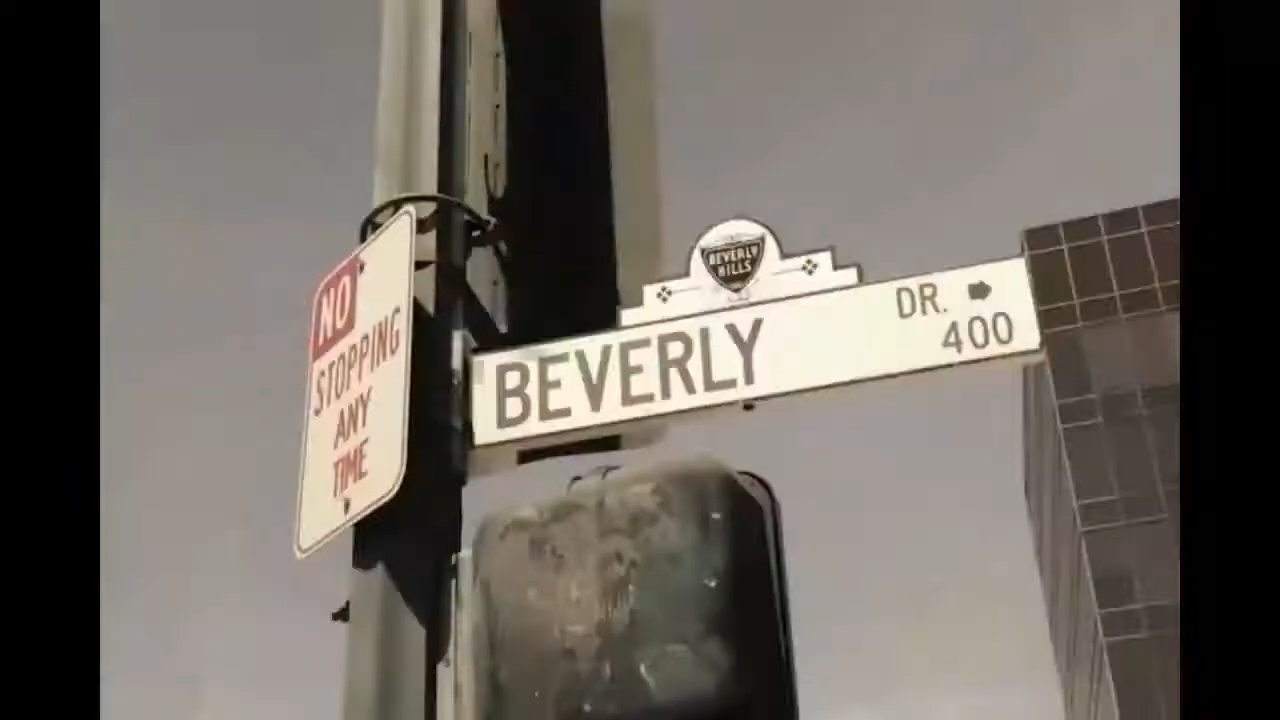 NO
STOPPING
ANY
TIME
BEVERLY
HILLS
BEVERLY DR.
400